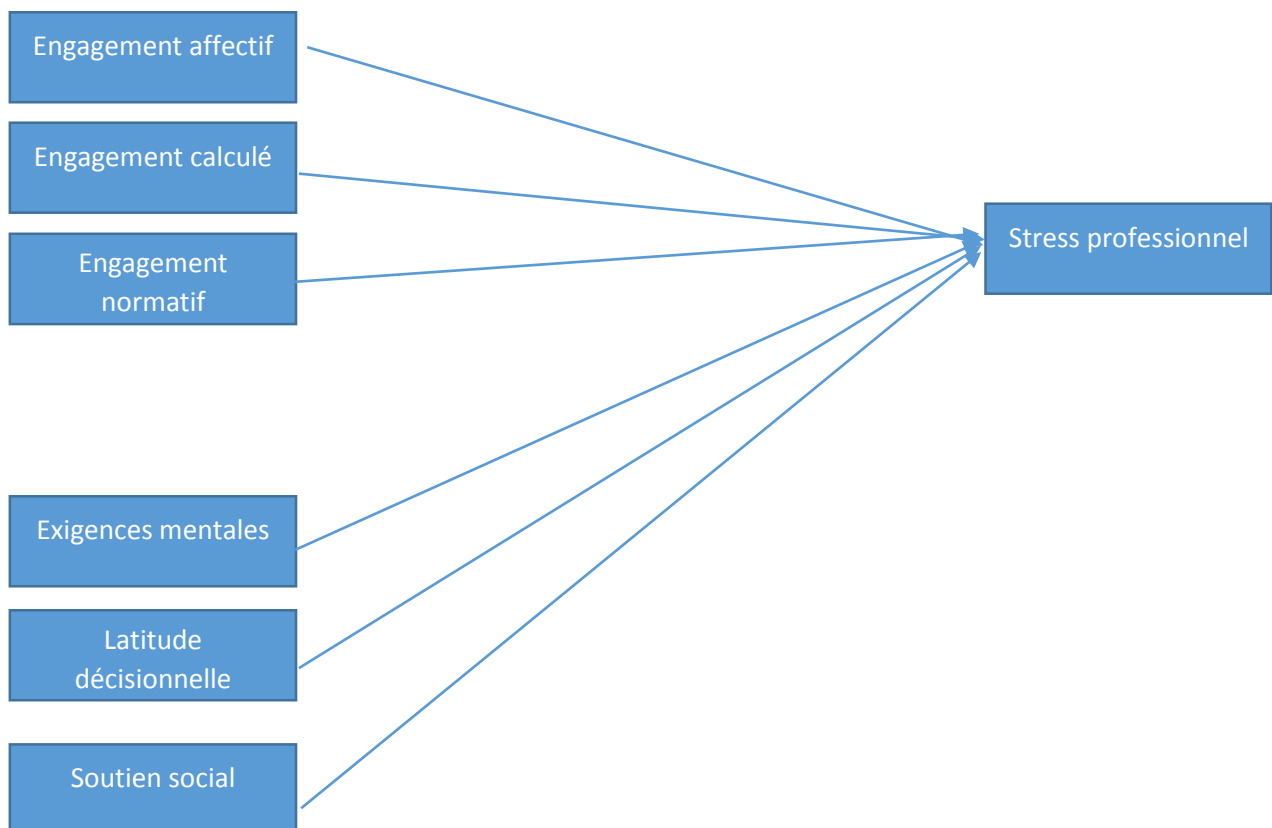 Engagement affectif
Engagement calculé
Engagement
normatif
Stress professionnel
Exigences mentales
Latitude
décisionnelle
Soutien social